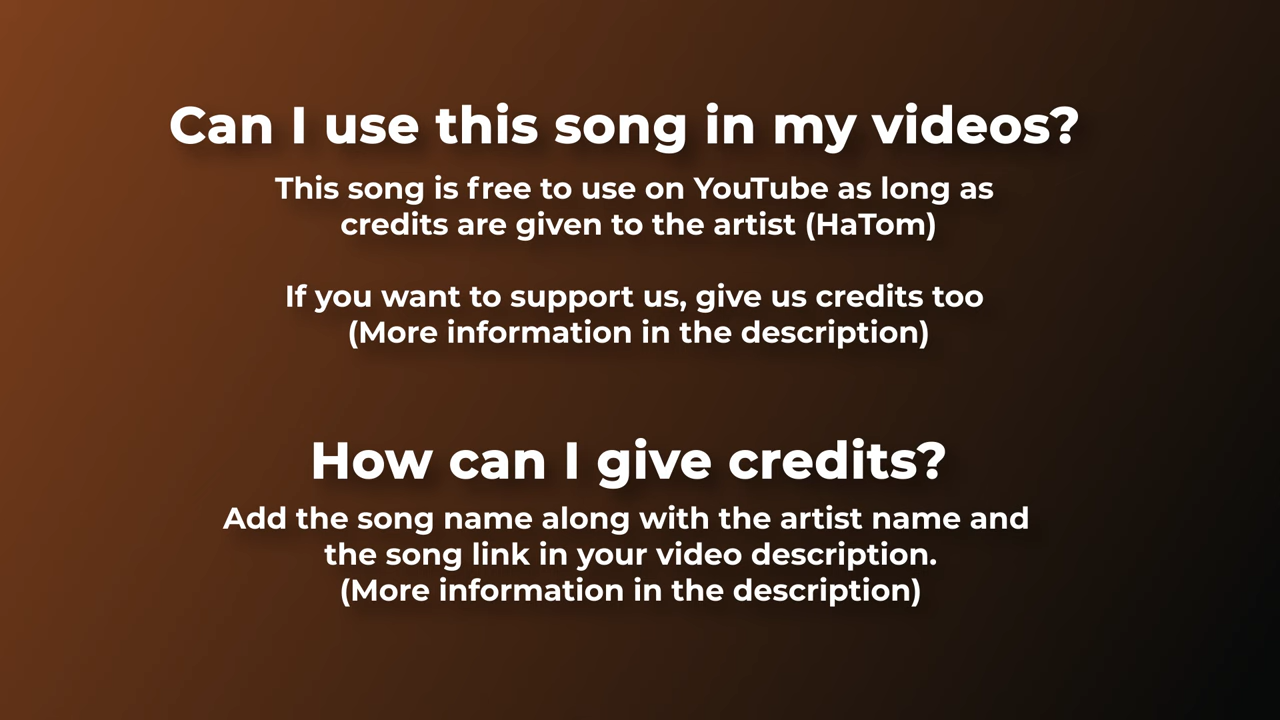 Can I use this song in my videos?
This song is free to use on YouTube as long as
credits are given to the artist (HaTom)
If you want to support us, give us credits too
(More information in the description)
How can I give credits?
Add the song name along with the artist name and
the song link in your video description.
(More information in the description)